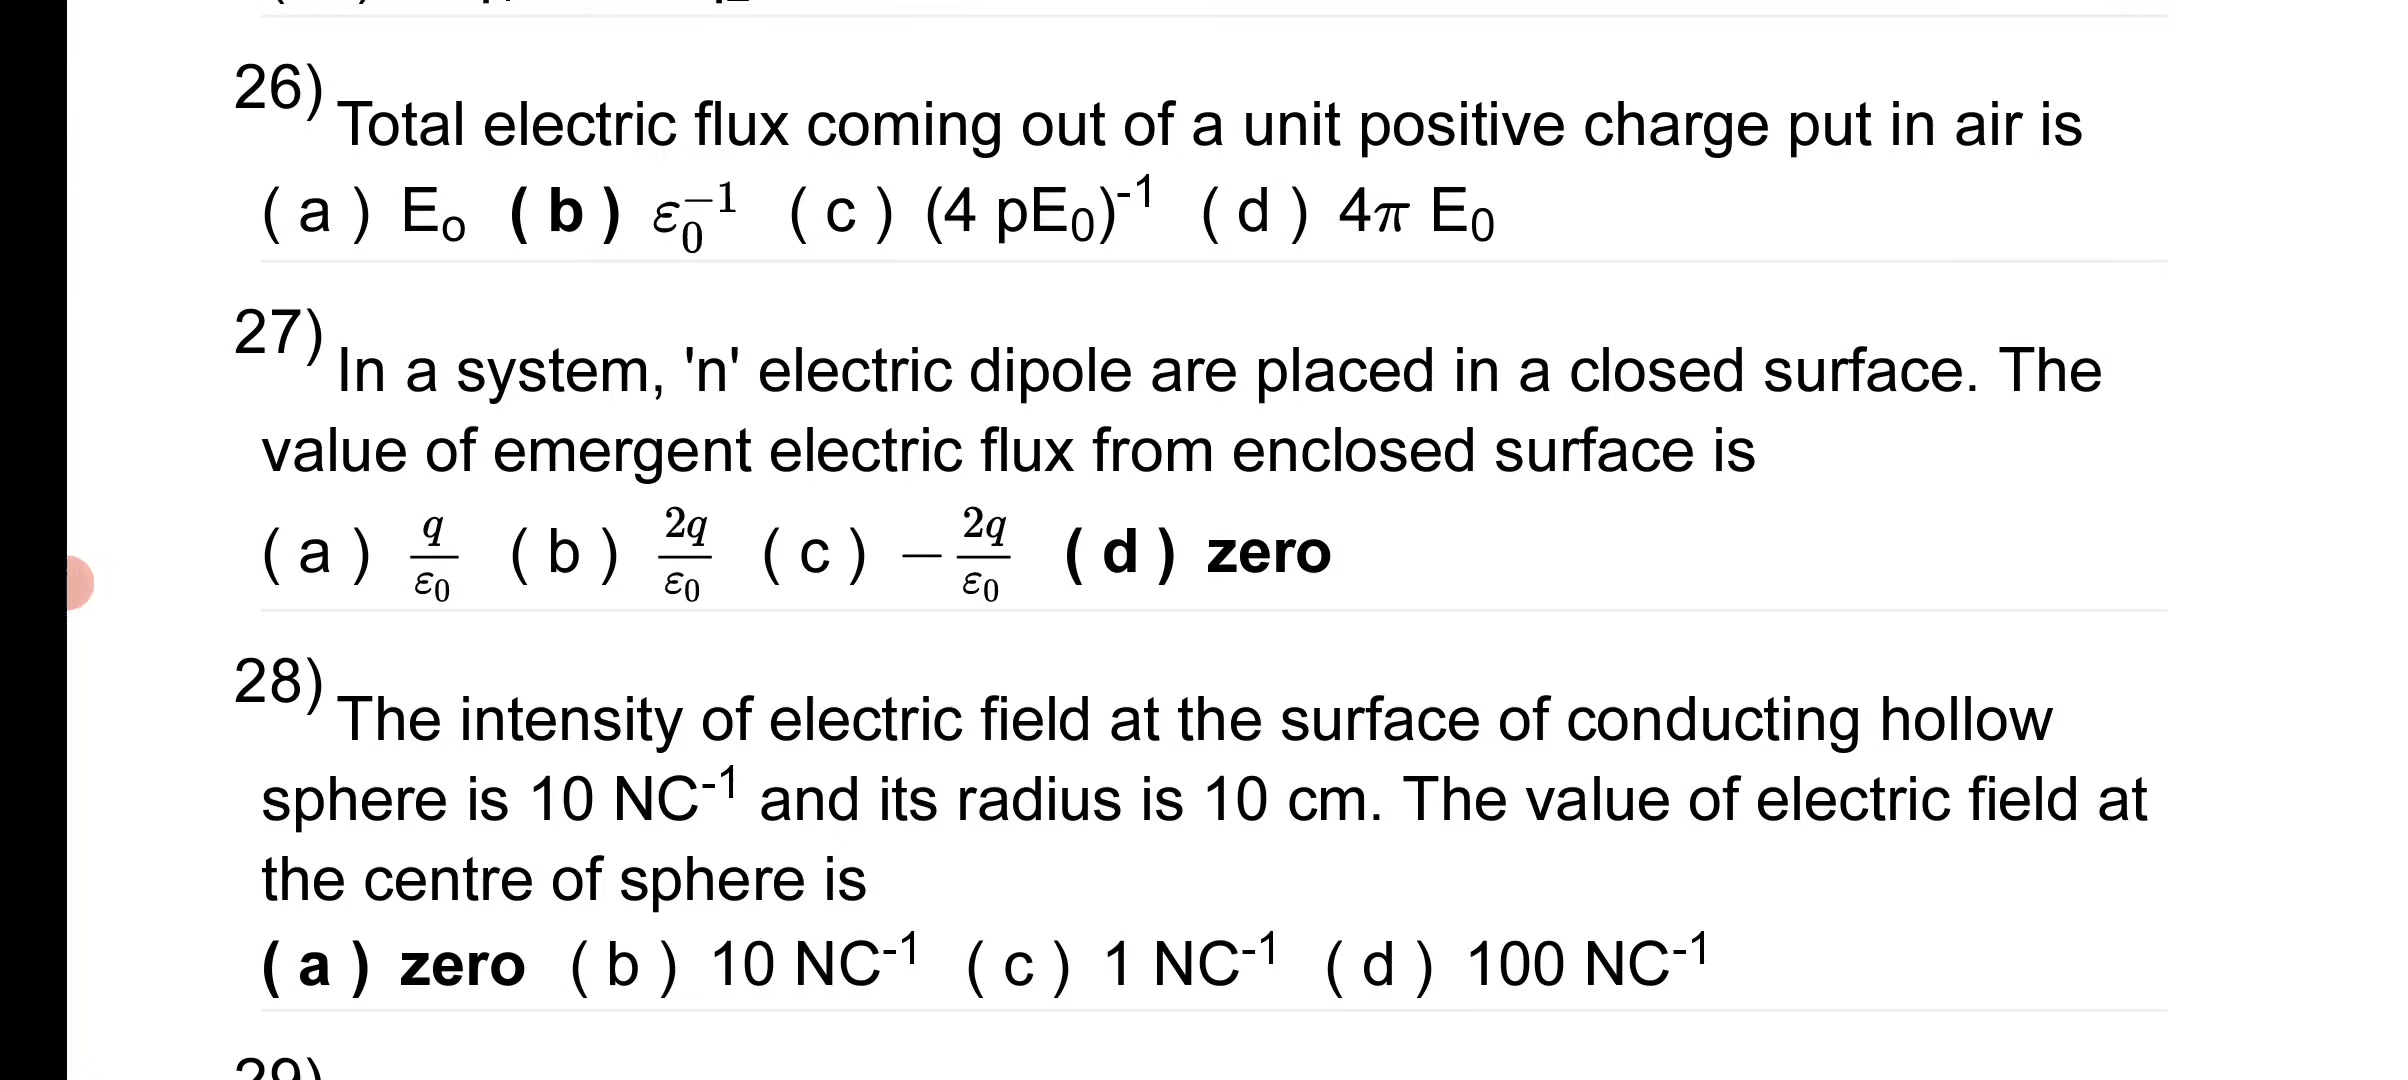 26) Total electric flux coming out of a unit positive charge put in air is
( a ) Eₒ ( b ) ε₀⁻¹ ( c ) (4 pE₀)⁻¹ ( d ) 4π E₀
27) In a system, 'n' electric dipole are placed in a closed surface. The
value of emergent electric flux from enclosed surface is
( a ) q/ε₀ ( b ) 2q/ε₀ ( c ) −2q/ε₀ ( d ) zero
28) The intensity of electric field at the surface of conducting hollow
sphere is 10 NC⁻¹ and its radius is 10 cm. The value of electric field at
the centre of sphere is
( a ) zero ( b ) 10 NC⁻¹ ( c ) 1 NC⁻¹ ( d ) 100 NC⁻¹
29)